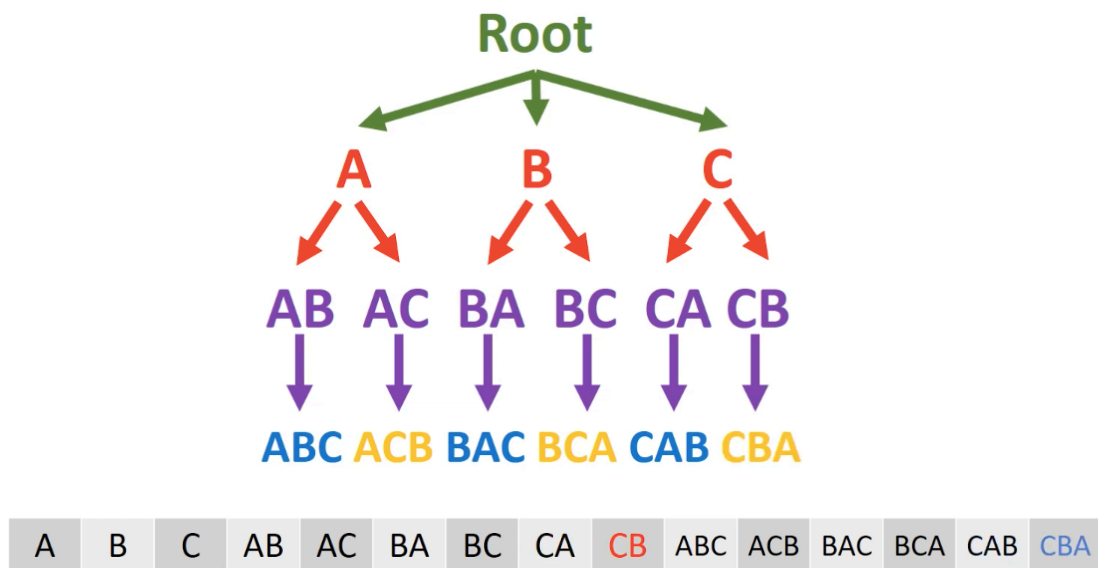 Root
A B C
AB AC BA BC CA CB
ABC ACB BAC BCA CAB CBA
A B C AB AC BA BC CA CB ABC ACB BAC BCA CAB CBA